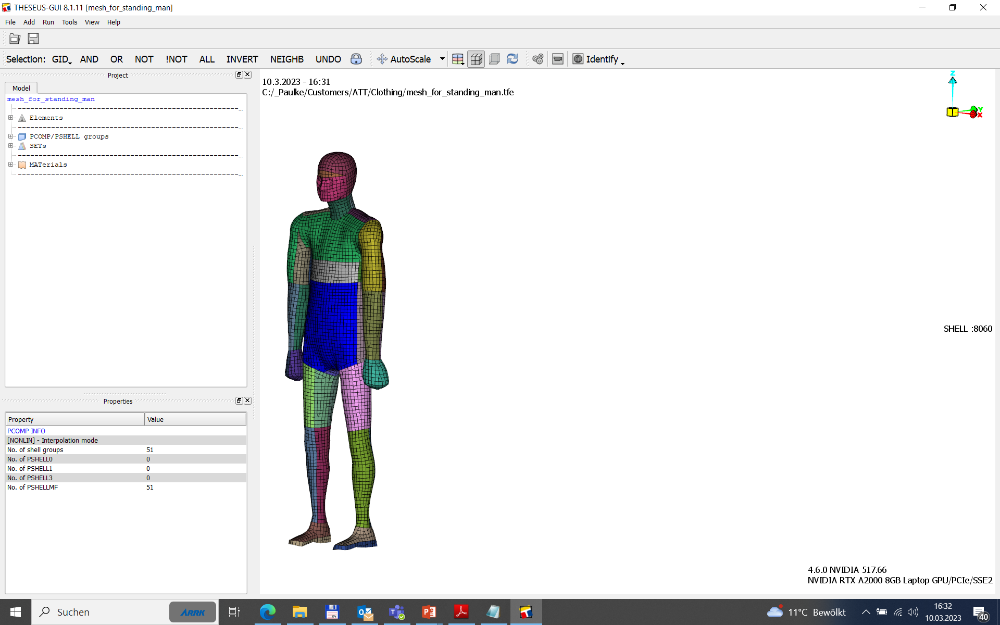 THESEUS-GUI 8.1.11 [mesh_for_standing_man]
File Add Run Tools View Help
Selection: GID AND OR NOT !NOT ALL INVERT NEIGHB UNDO AutoScale Identify
Project
Model
mesh_for_standing_man
Elements
PCOMP/PSHELL groups
SETs
MATerials
Properties
Property Value
PCOMP INFO
[NONLIN] - Interpolation mode
No. of shell groups 51
No. of PSHELL0 0
No. of PSHELL1 0
No. of PSHELL3 0
No. of PSHELLMF 51
10.3.2023 - 16:31
C:/_Paulke/Customers/ATT/Clothing/mesh_for_standing_man.tfe
Z
Y
X
SHELL :8060
4.6.0 NVIDIA 517.66
NVIDIA RTX A2000 8GB Laptop GPU/PCIe/SSE2
Suchen
ARRK
64
11°C Bewölkt
16:32
10.03.2023
40